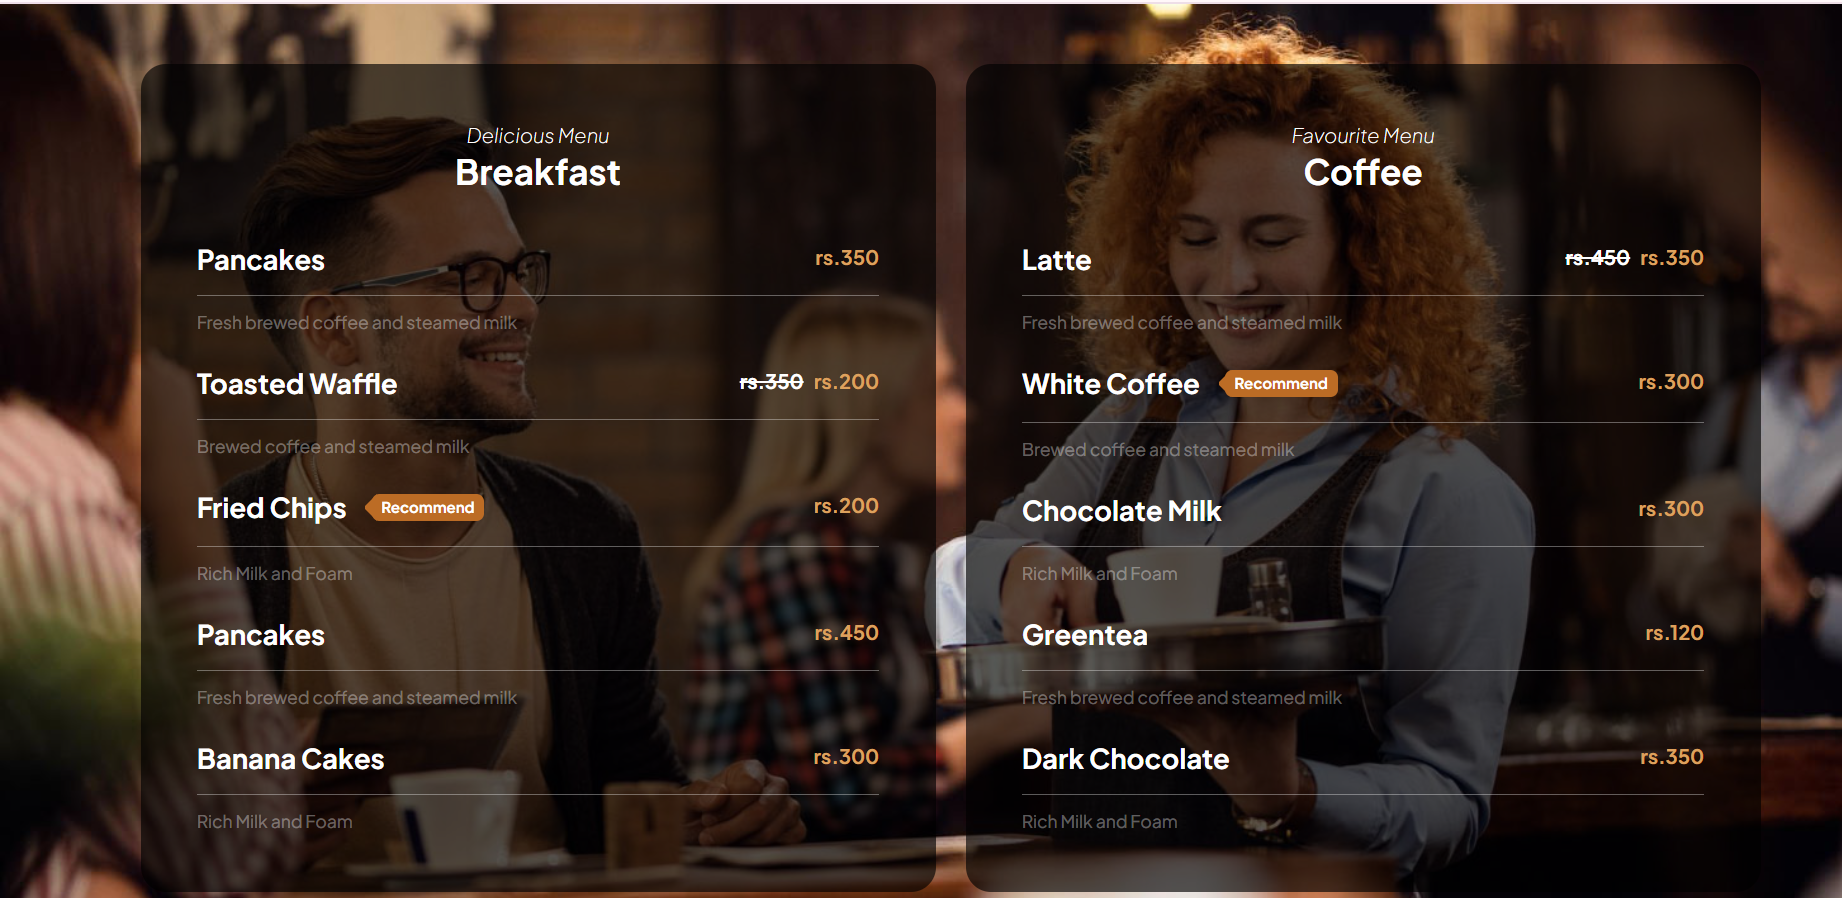 Delicious Menu
Breakfast
Pancakes rs.350
Fresh brewed coffee and steamed milk
Toasted Waffle rs.350 rs.200
Brewed coffee and steamed milk
Fried Chips Recommend rs.200
Rich Milk and Foam
Pancakes rs.450
Fresh brewed coffee and steamed milk
Banana Cakes rs.300
Rich Milk and Foam
Favourite Menu
Coffee
Latte rs.450 rs.350
Fresh brewed coffee and steamed milk
White Coffee Recommend rs.300
Brewed coffee and steamed milk
Chocolate Milk rs.300
Rich Milk and Foam
Greentea rs.120
Fresh brewed coffee and steamed milk
Dark Chocolate rs.350
Rich Milk and Foam